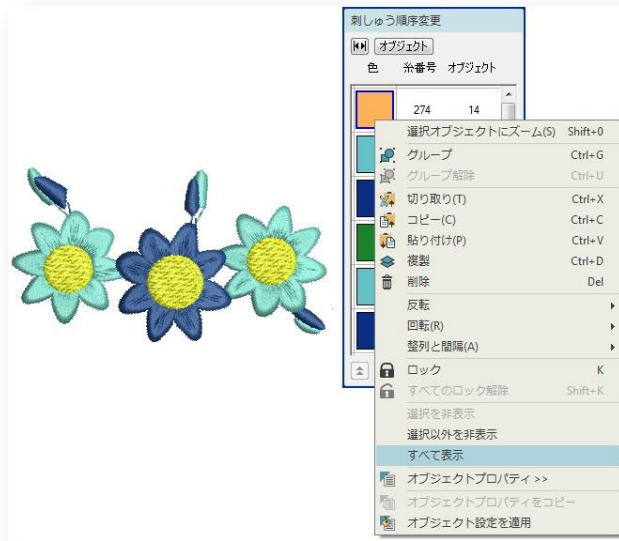 刺しゅう順序変更
オブジェクト
色 糸番号 オブジェクト
274 14
選択オブジェクトにズーム(S) Shift+0
グループ Ctrl+G
グループ解除 Ctrl+U
切り取り(T) Ctrl+X
コピー(C) Ctrl+C
貼り付け(P) Ctrl+V
複製 Ctrl+D
削除 Del
反転
回転(R)
整列と間隔(A)
ロック K
すべてのロック解除 Shift+K
選択を非表示
選択以外を非表示
すべて表示
オブジェクトプロパティ >>
オブジェクトプロパティをコピー
オブジェクト設定を適用